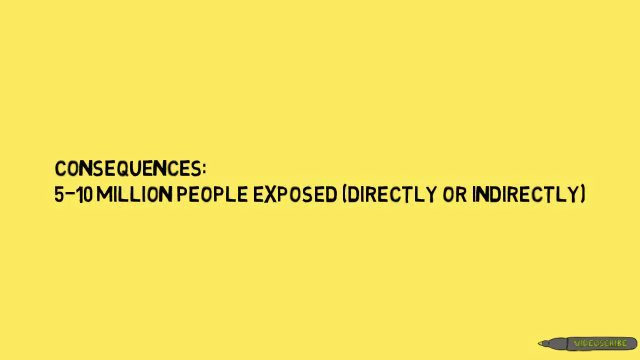 CONSEQUENCES:
5-10 MILLION PEOPLE EXPOSED (DIRECTLY OR INDIRECTLY)
VIDEOSCRIBE